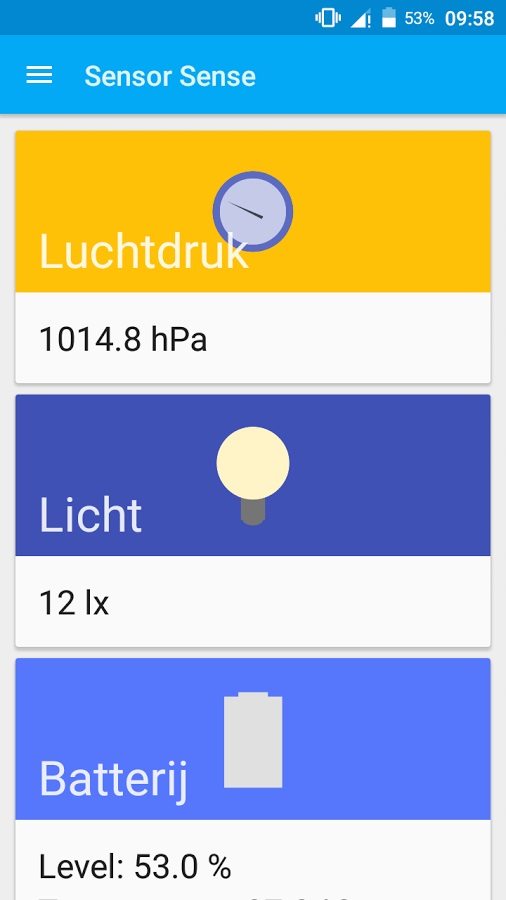 53% 09:58
Sensor Sense
Luchtdruk
1014.8 hPa
Licht
12 lx
Batterij
Level: 53.0 %